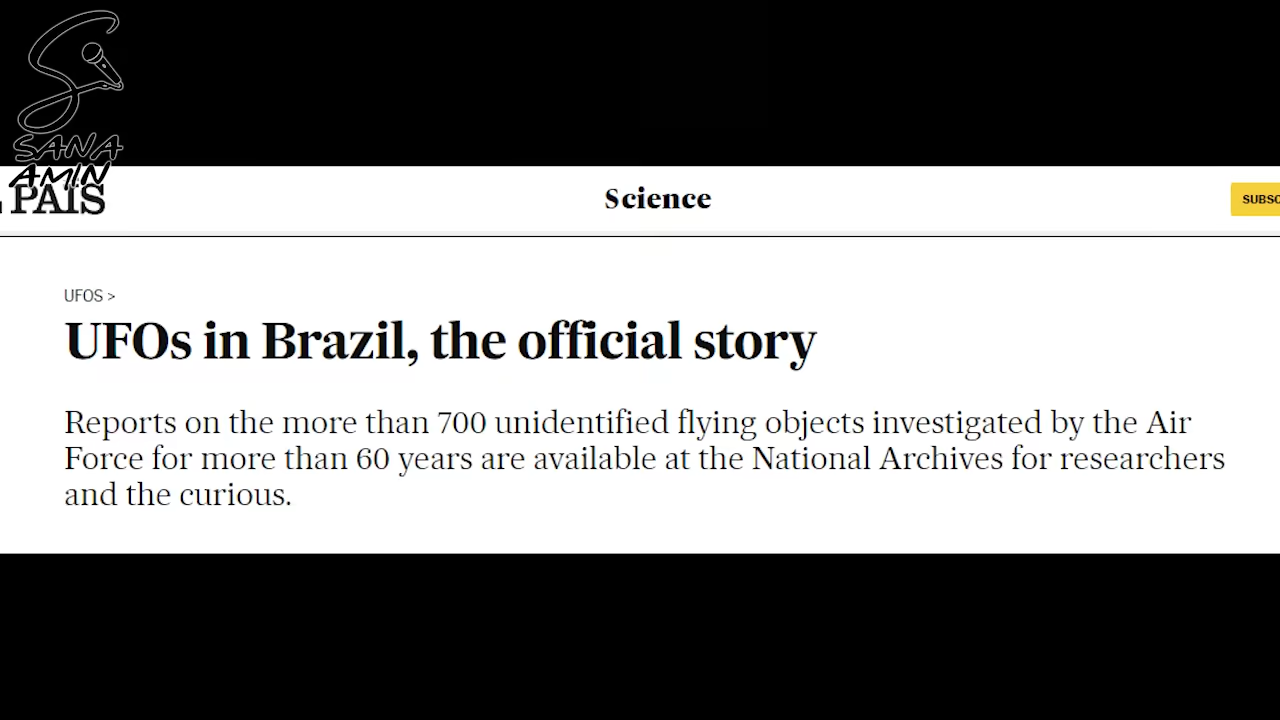 SANA
AMIN
PAÍS
Science
SUBSC
UFOS >
UFOs in Brazil, the official story
Reports on the more than 700 unidentified flying objects investigated by the Air
Force for more than 60 years are available at the National Archives for researchers
and the curious.